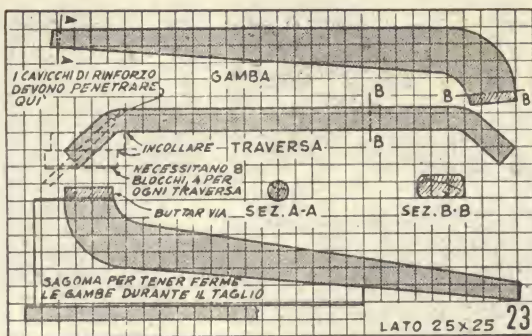 GAMBA
I CAVICCHI DI RINFORZO
DEVONO PENETRARE
QUI
B
B
B
INCOLLARE
TRAVERSA
B
NECESSITANO 8
BLOCCHI, 4 PER
OGNI TRAVERSA
BUTTAR VIA
SEZ. A-A
SEZ. B-B
SAGOMA PER TENER FERME
LE GAMBE DURANTE IL TAGLIO
LATO 25x25
23